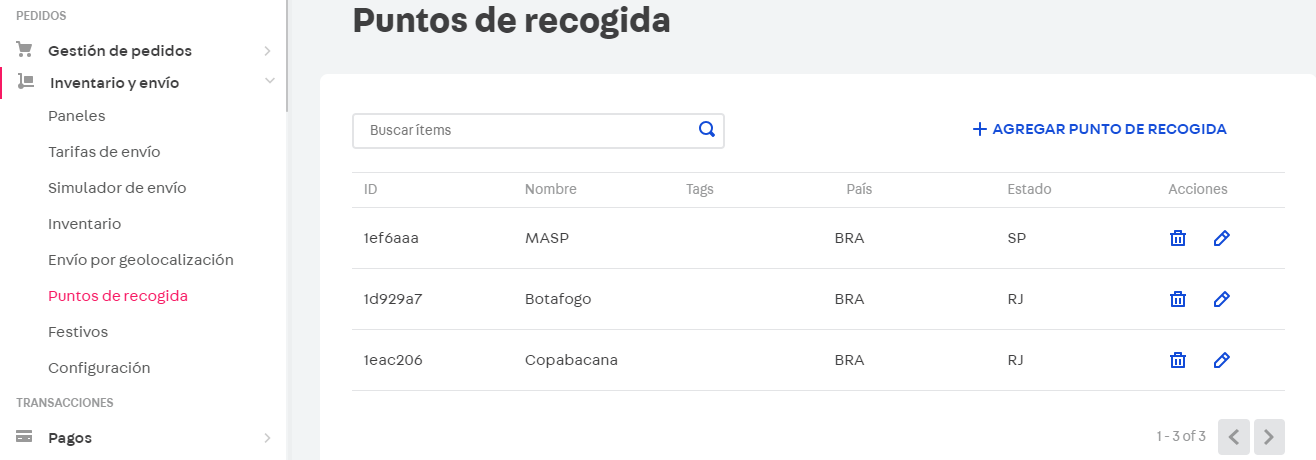 PEDIDOS
Gestión de pedidos
Inventario y envío
Paneles
Tarifas de envío
Simulador de envío
Inventario
Envío por geolocalización
Puntos de recogida
Festivos
Configuración
TRANSACCIONES
Pagos
Puntos de recogida
Buscar ítems
AGREGAR PUNTO DE RECOGIDA
ID Nombre Tags País Estado Acciones
1ef6aaa MASP BRA SP
1d929a7 Botafogo BRA RJ
1eac206 Copabacana BRA RJ
1 - 3 of 3